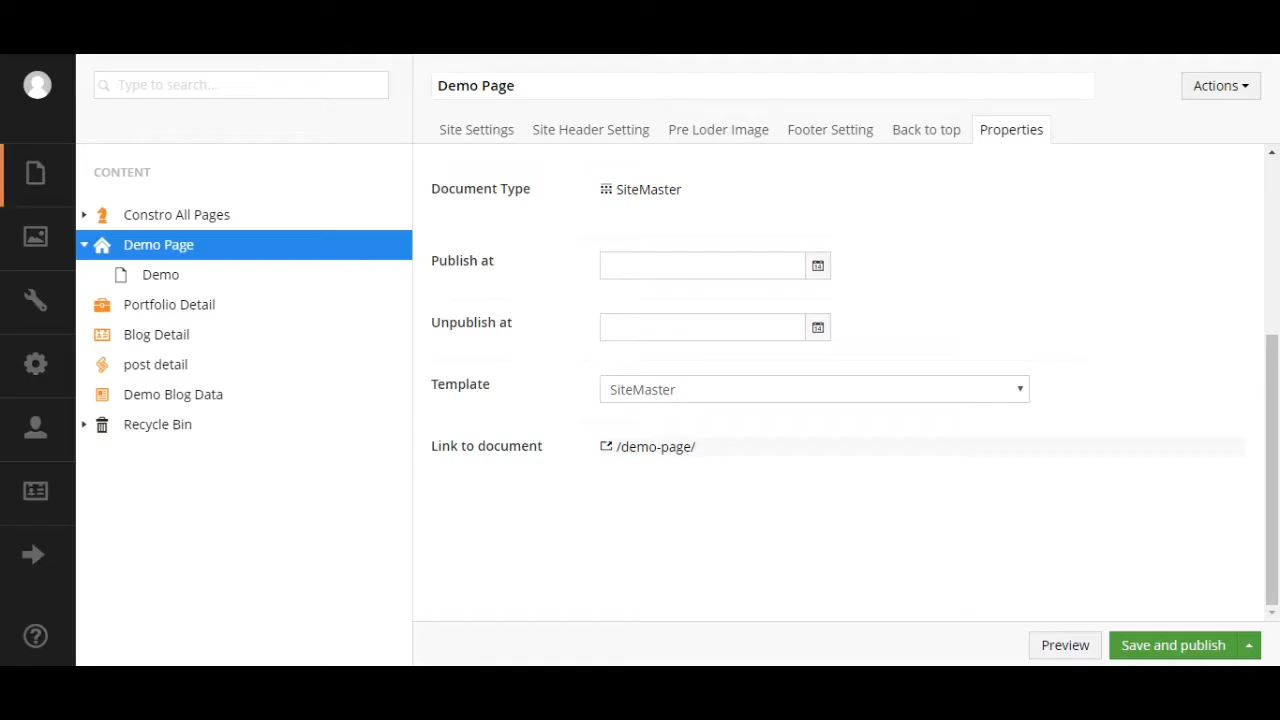 Type to search...
Demo Page
Actions
Site Settings
Site Header Setting
Pre Loder Image
Footer Setting
Back to top
Properties
CONTENT
Constro All Pages
Demo Page
Demo
Portfolio Detail
Blog Detail
post detail
Demo Blog Data
Recycle Bin
Document Type
SiteMaster
Publish at
14
Unpublish at
14
Template
SiteMaster
Link to document
/demo-page/
Preview
Save and publish